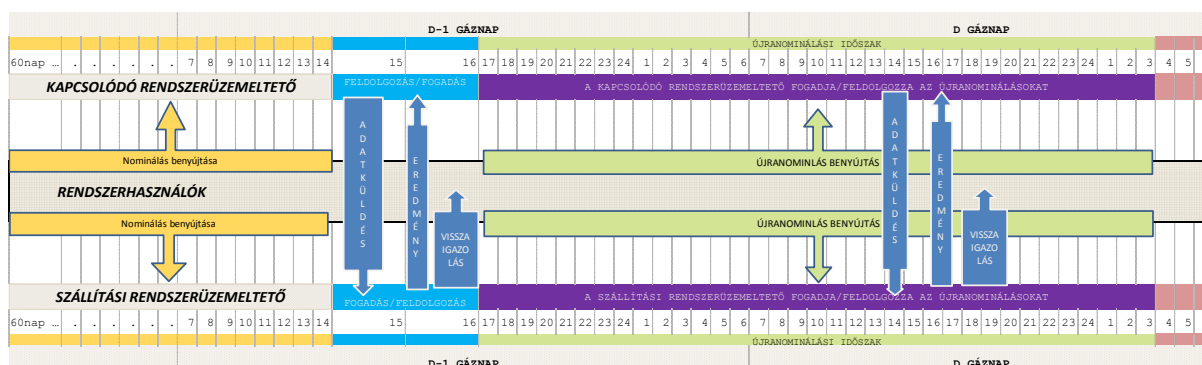 D-1 GÁZNAP D GÁZNAP
ÚJRANOMINÁLÁSI IDŐSZAK
60nap … . . . . . 7 8 9 10 11 12 13 14 15 16 17 18 19 20 21 22 23 24 1 2 3 4 5 6 7 8 9 10 11 12 13 14 15 16 17 18 19 20 21 22 23 24 1 2 3 4 5
KAPCSOLÓDÓ RENDSZERÜZEMELTETŐ
FELDOLGOZÁS/FOGADÁS
A KAPCSOLÓDÓ RENDSZERÜZEMELTETŐ FOGADJA/FELDOLGOZZA AZ ÚJRANOMINÁLÁSOKAT
Nominálás benyújtása
ÚJRANOMINLÁS BENYÚJTÁS
RENDSZERHASZNÁLÓK
Nominálás benyújtása
ÚJRANOMINLÁS BENYÚJTÁS
ADATKÜLDÉS
EREDMÉNY
VISSZA
IGAZO
LÁS
ADATKÜLDÉS
EREDMÉNY
VISSZA
IGAZO
LÁS
SZÁLLÍTÁSI RENDSZERÜZEMELTETŐ
FOGADÁS/FELDOLGOZÁS
A SZÁLLÍTÁSI RENDSZERÜZEMELTETŐ FOGADJA/FELDOLGOZZA AZ ÚJRANOMINÁLÁSOKAT
60nap … . . . . . 7 8 9 10 11 12 13 14 15 16 17 18 19 20 21 22 23 24 1 2 3 4 5 6 7 8 9 10 11 12 13 14 15 16 17 18 19 20 21 22 23 24 1 2 3 4 5
ÚJRANOMINÁLÁSI IDŐSZAK
D-1 GÁZNAP D GÁZNAP